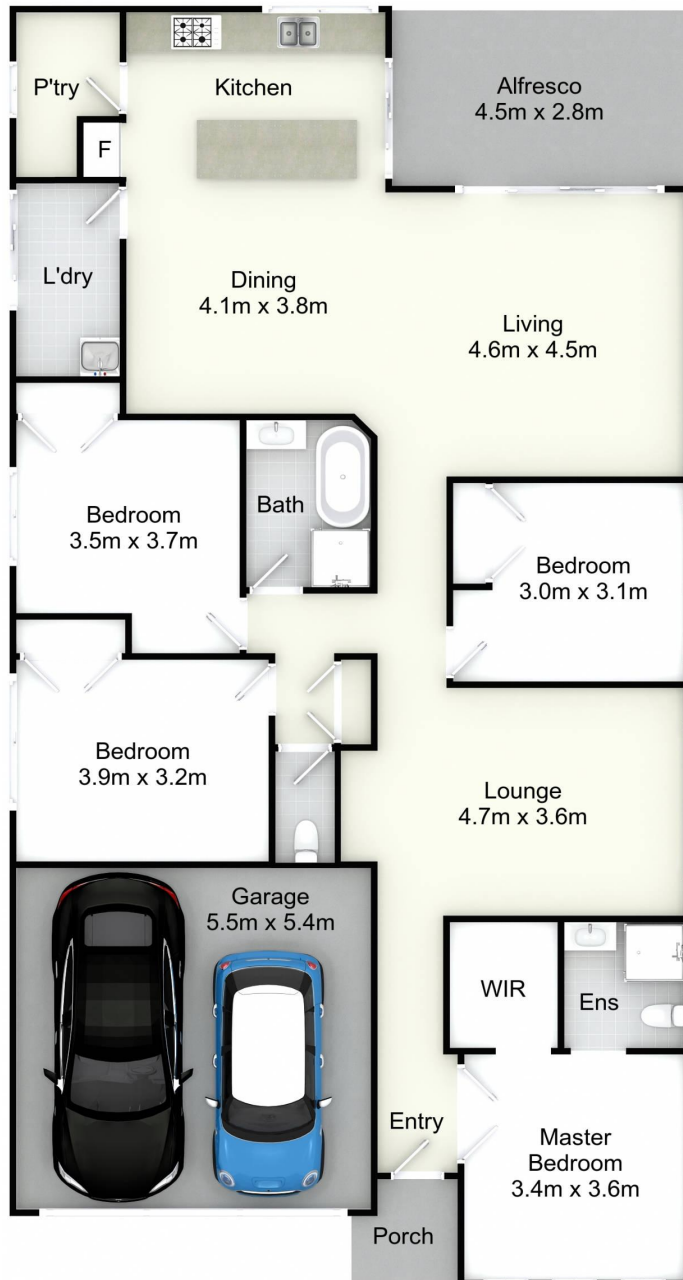 P'try
Kitchen
Alfresco
4.5m x 2.8m
F
L'dry
Dining
4.1m x 3.8m
Living
4.6m x 4.5m
Bedroom
3.5m x 3.7m
Bath
Bedroom
3.0m x 3.1m
Bedroom
3.9m x 3.2m
Lounge
4.7m x 3.6m
Garage
5.5m x 5.4m
WIR
Ens
Entry
Master
Bedroom
3.4m x 3.6m
Porch